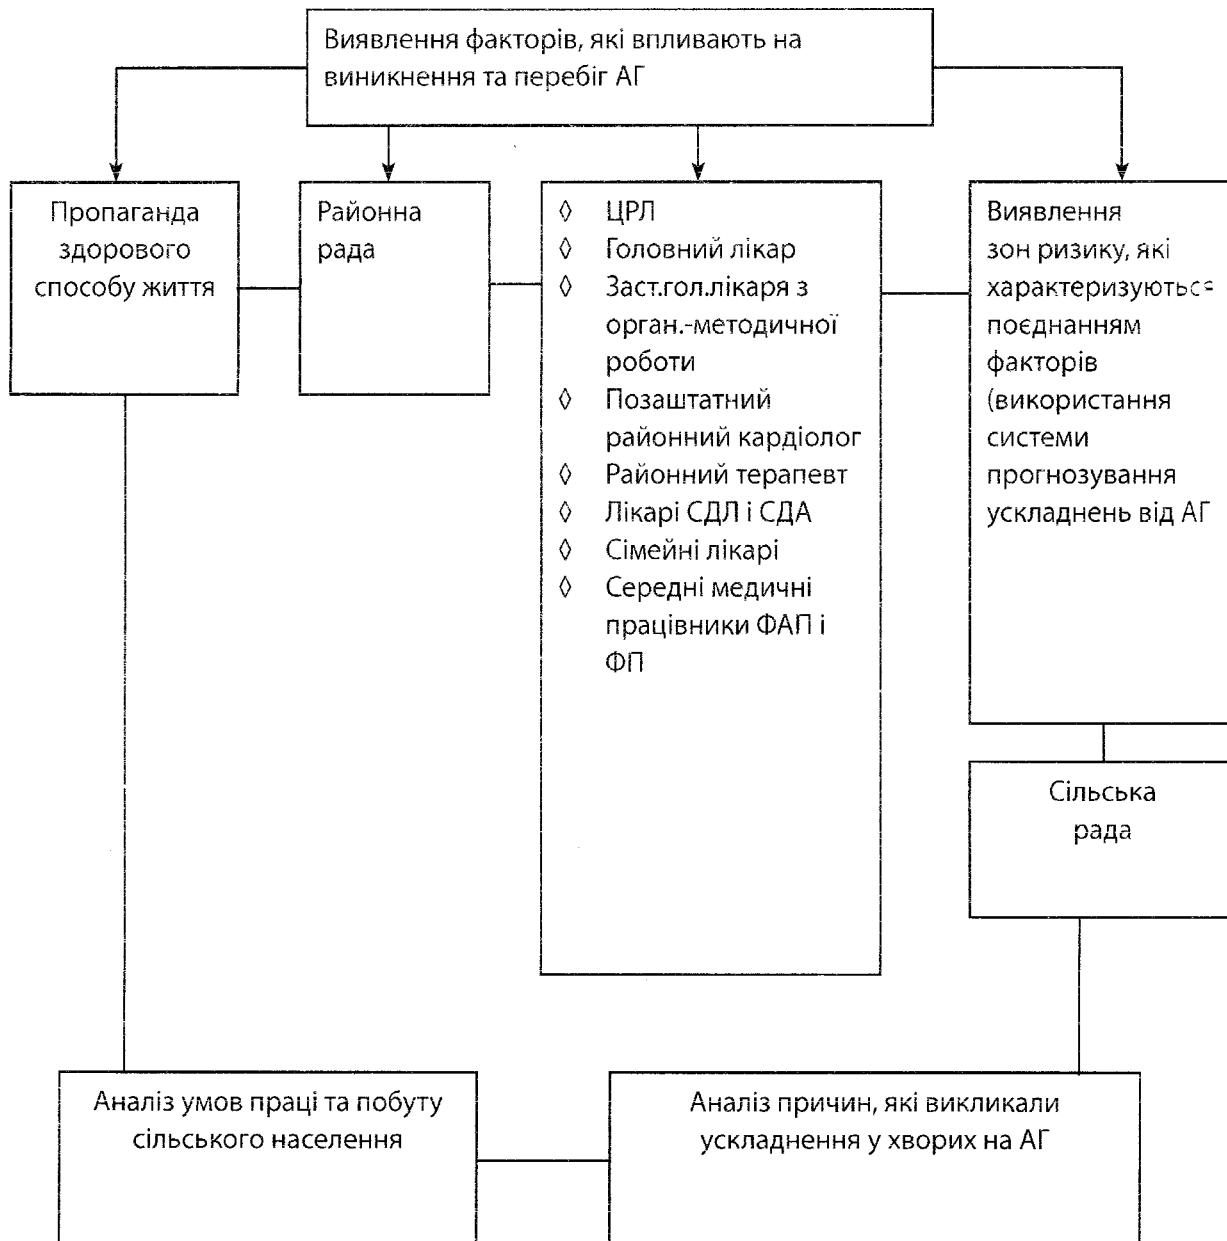 Виявлення факторів, які впливають на
виникнення та перебіг АГ
Пропаганда
здорового
способу життя
Районна
рада
◊ ЦРЛ
◊ Головний лікар
◊ Заст.гол.лікаря з
орган.-методичної
роботи
◊ Позаштатний
районний кардіолог
◊ Районний терапевт
◊ Лікарі СДЛ і СДА
◊ Сімейні лікарі
◊ Середні медичні
працівники ФАП і
ФП
Виявлення
зон ризику, які
характеризуються
поєднанням
факторів
(використання
системи
прогнозування
ускладнень від АГ
Сільська
рада
Аналіз умов праці та побуту
сільського населення
Аналіз причин, які викликали
ускладнення у хворих на АГ